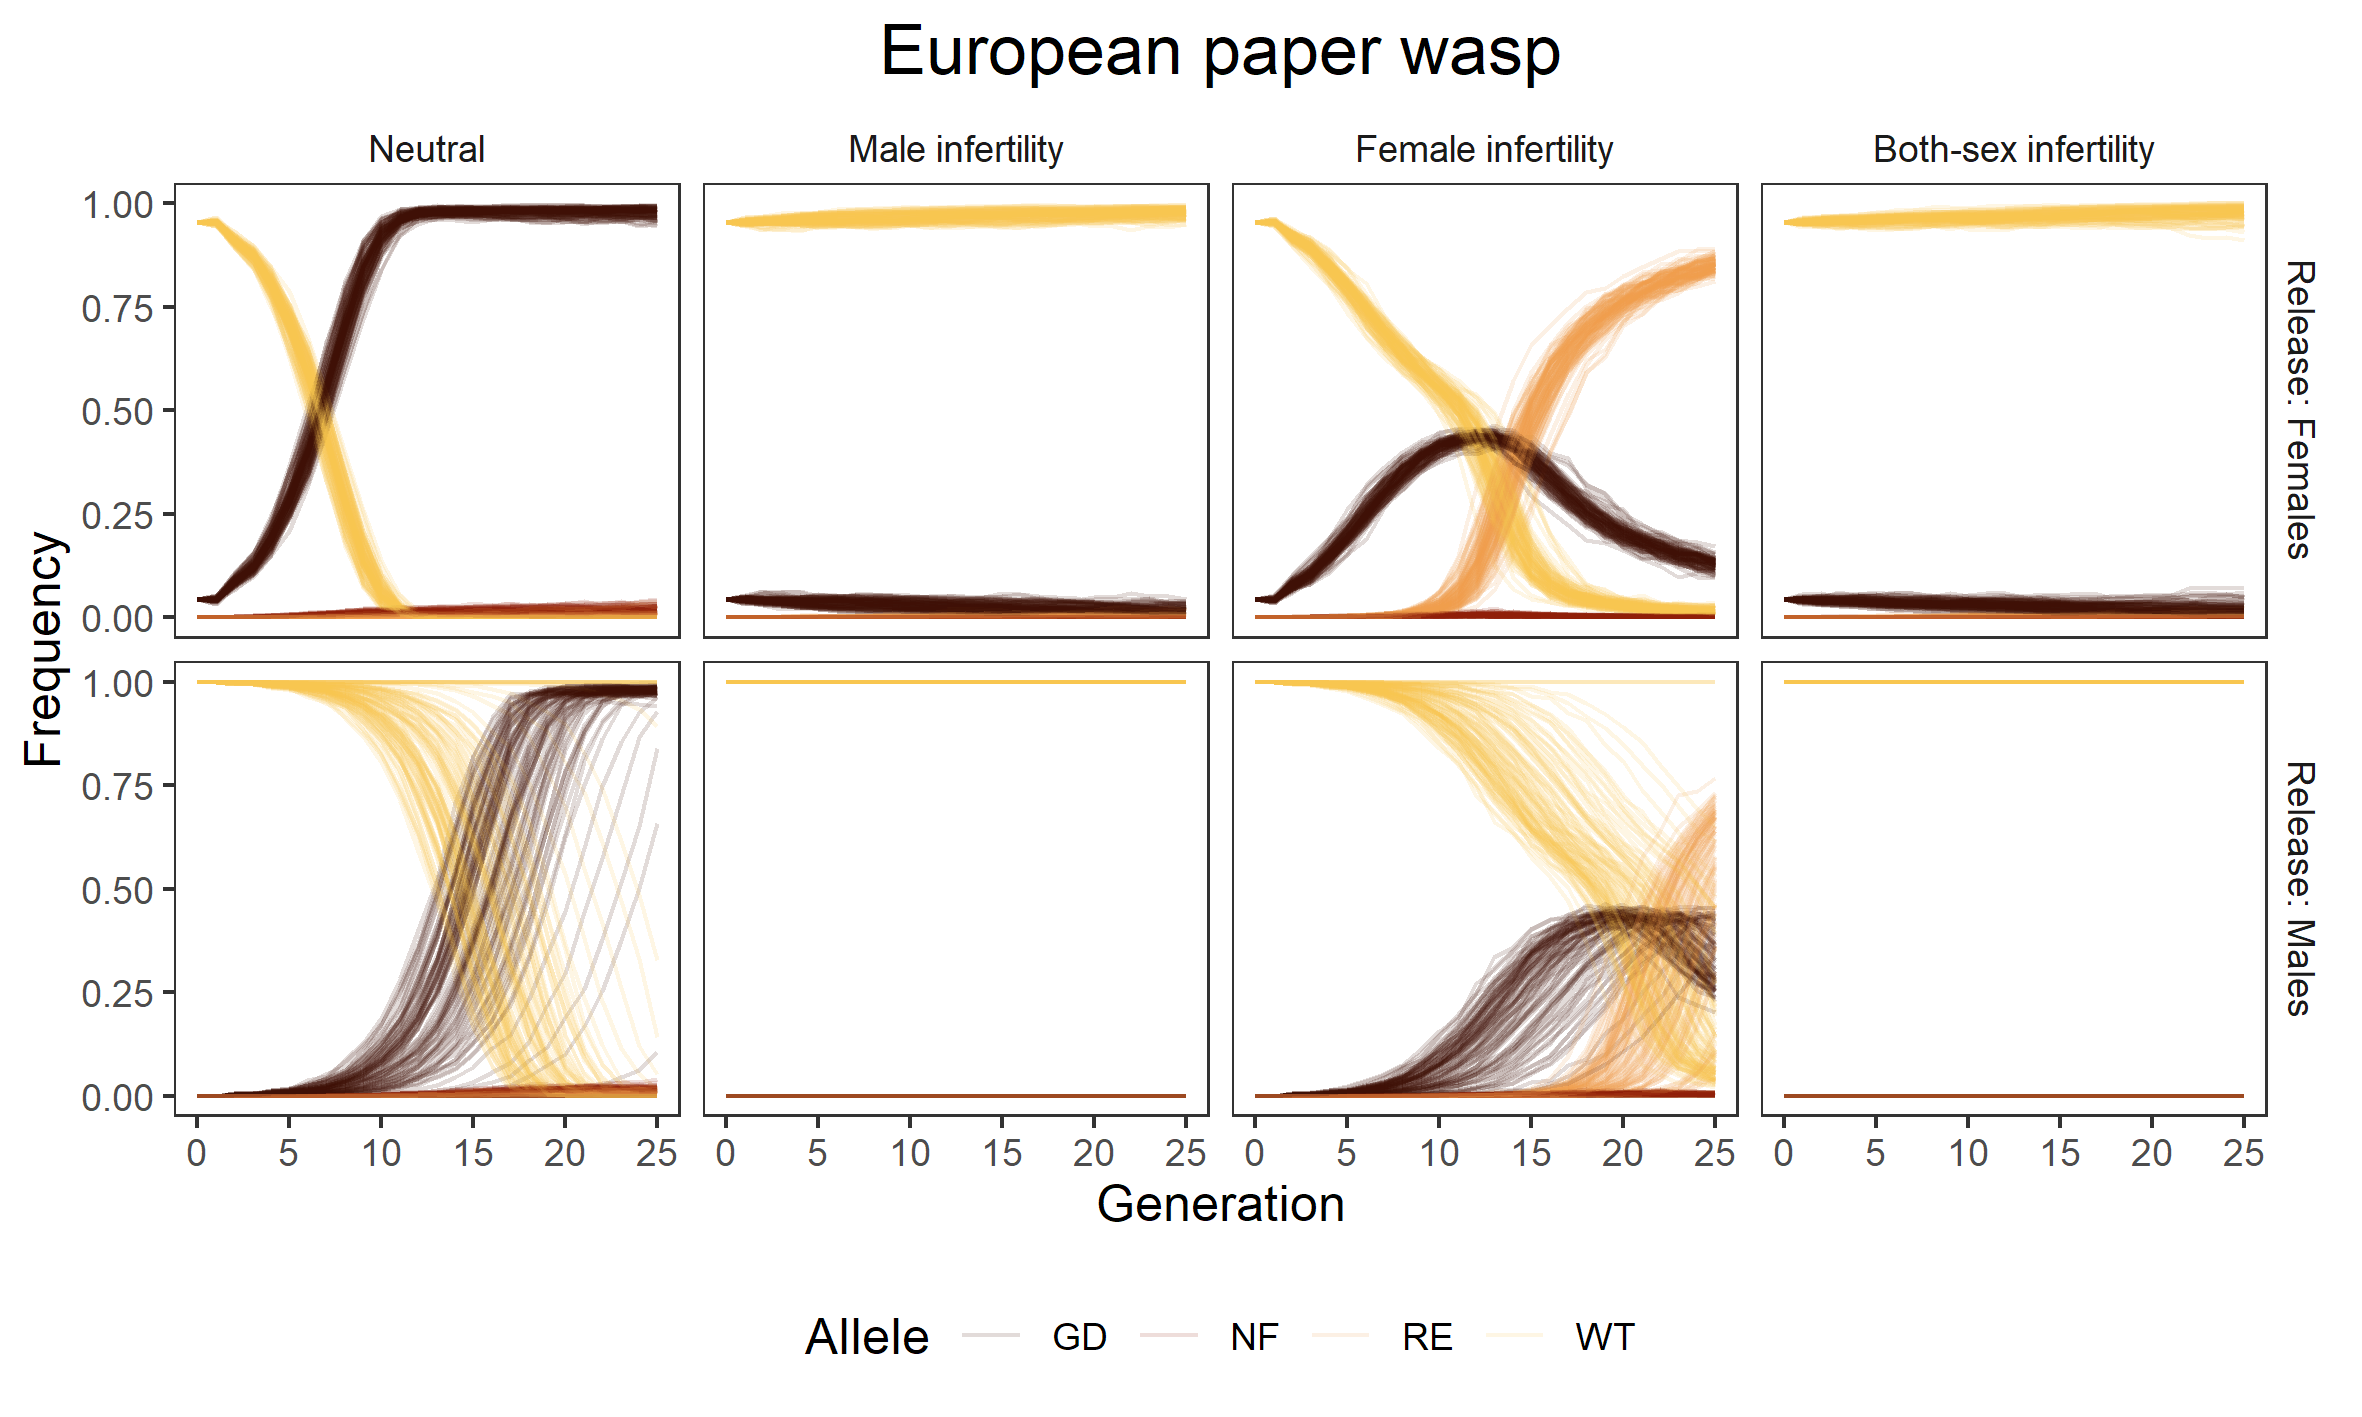 European paper wasp
Neutral
Male infertility
Female infertility
Both-sex infertility
Frequency
1.00
0.75
0.50
0.25
0.00
Release: Females
1.00
0.75
0.50
0.25
0.00
Release: Males
0 5 10 15 20 25
0 5 10 15 20 25
0 5 10 15 20 25
0 5 10 15 20 25
Generation
Allele GD NF RE WT